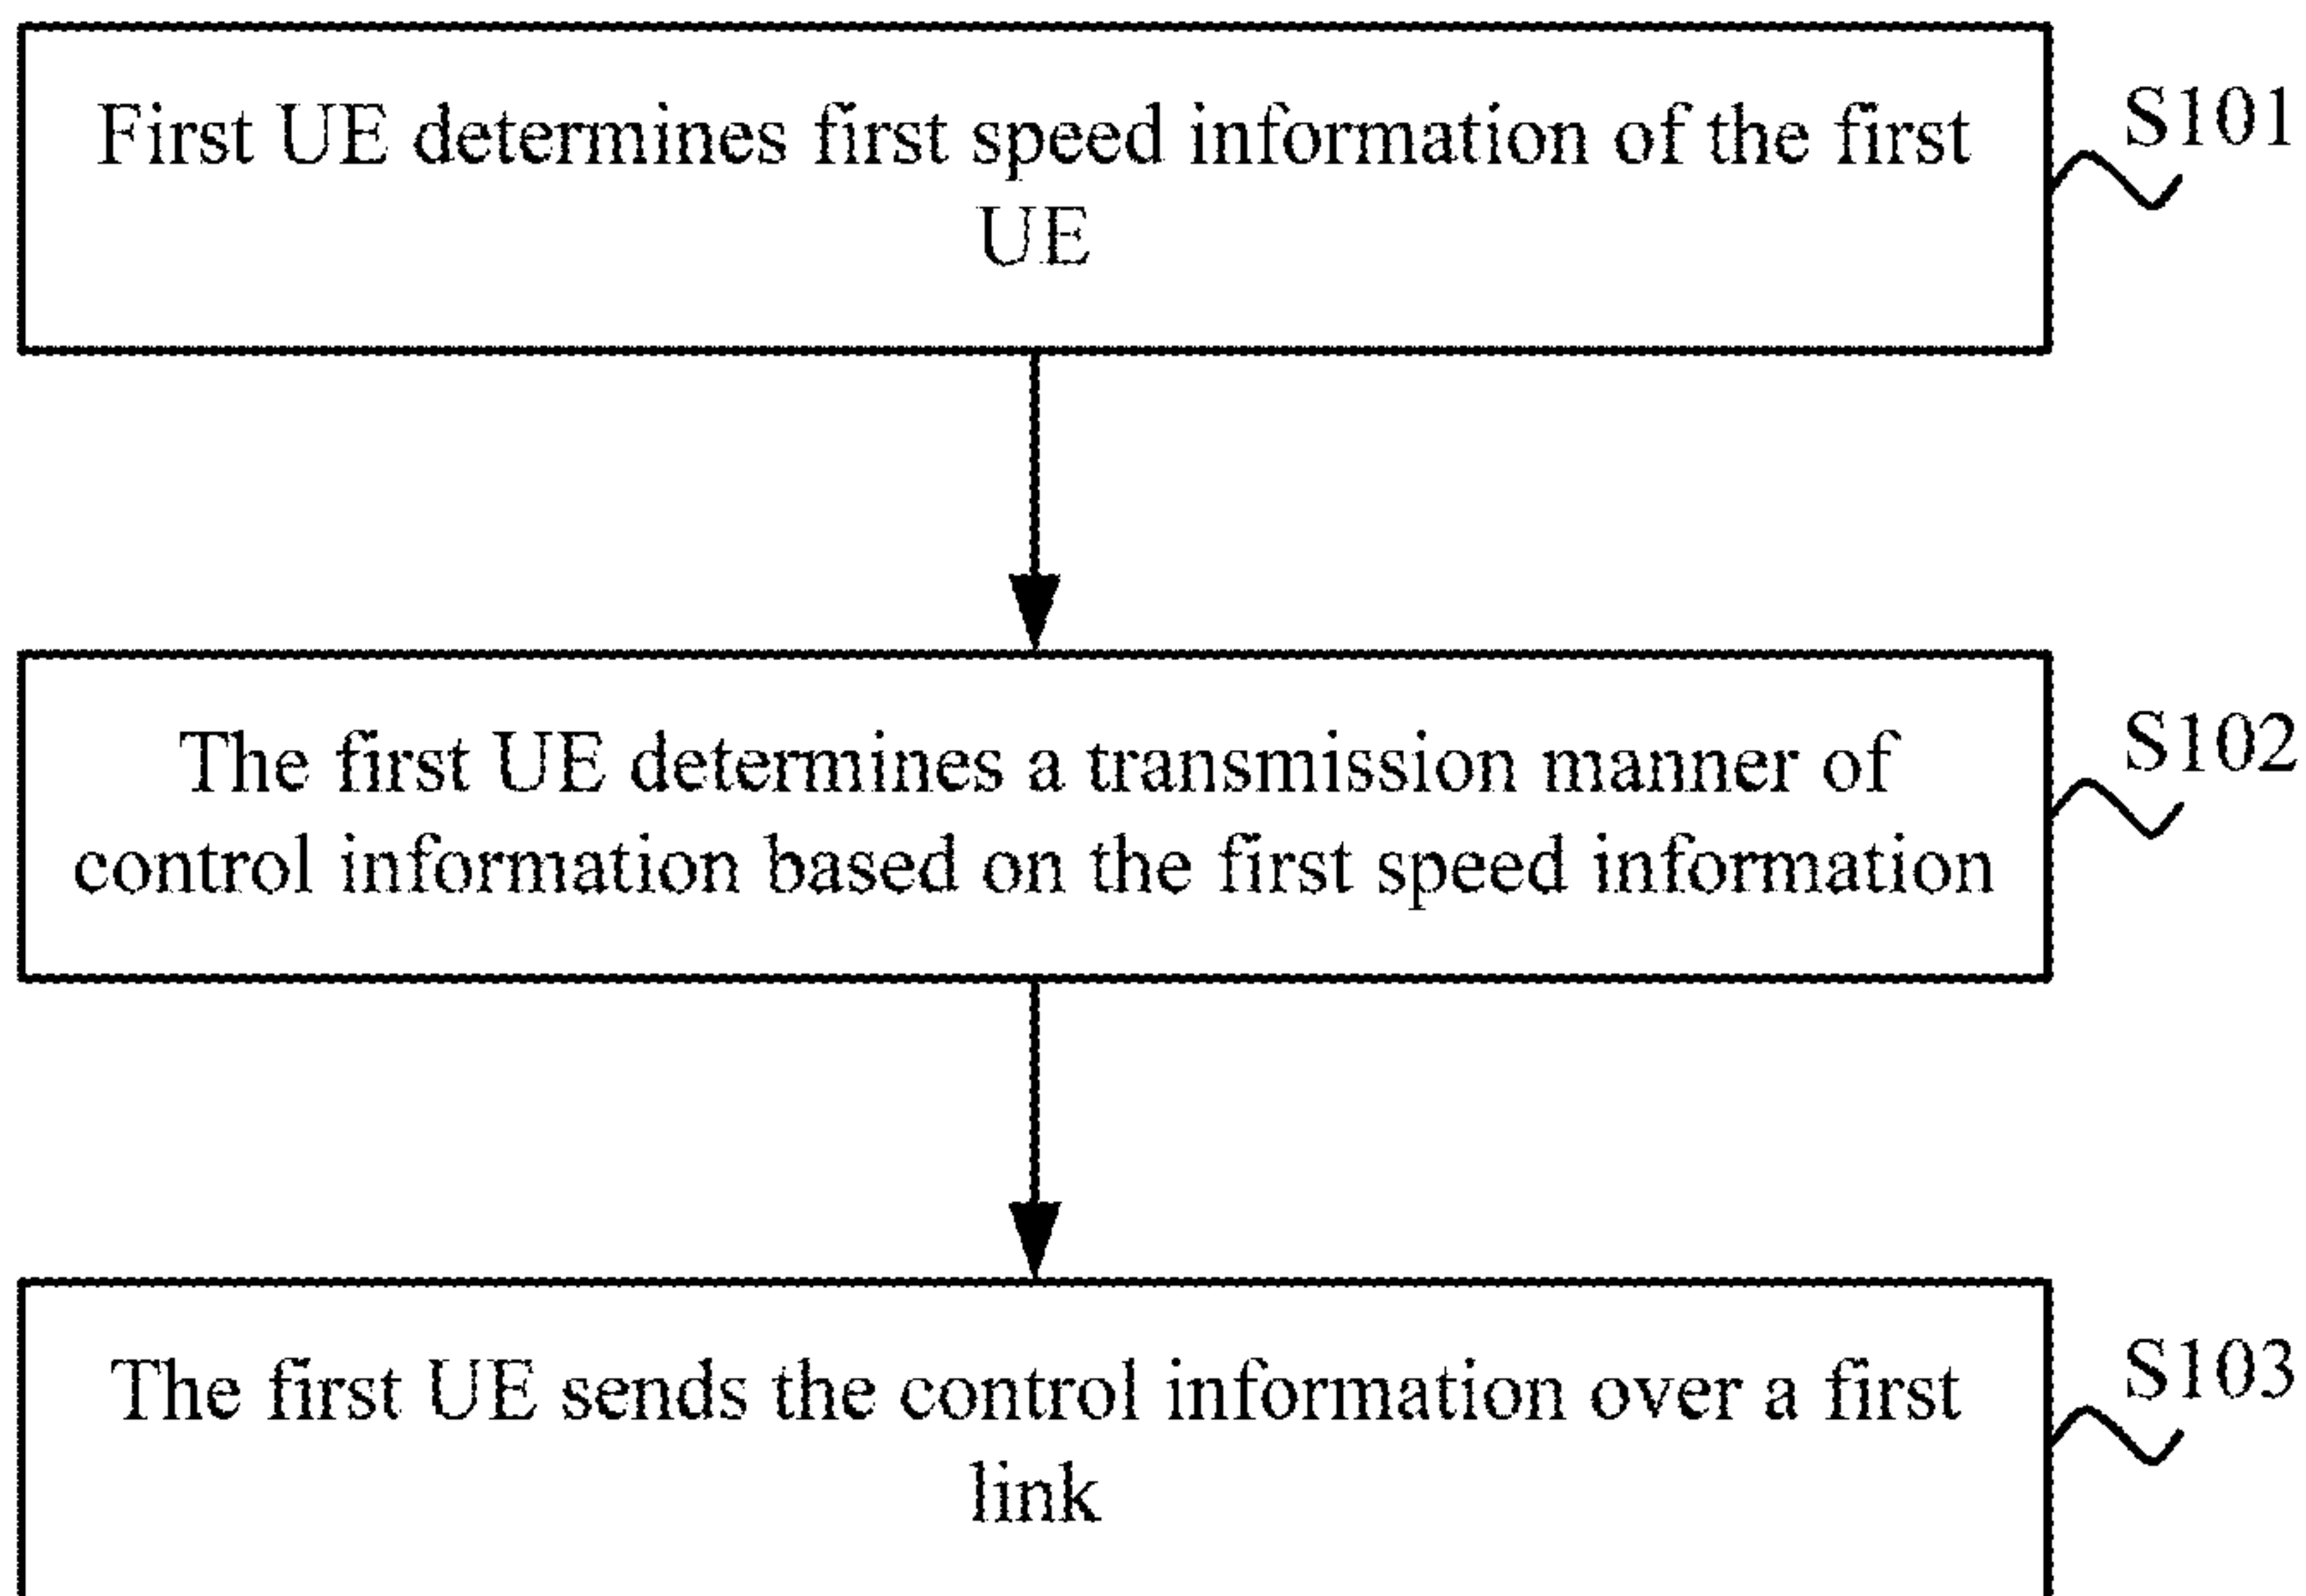 First UE determines first speed information of the first
UE
S101
The first UE determines a transmission manner of
control information based on the first speed information
S102
The first UE sends the control information over a first
link
S103